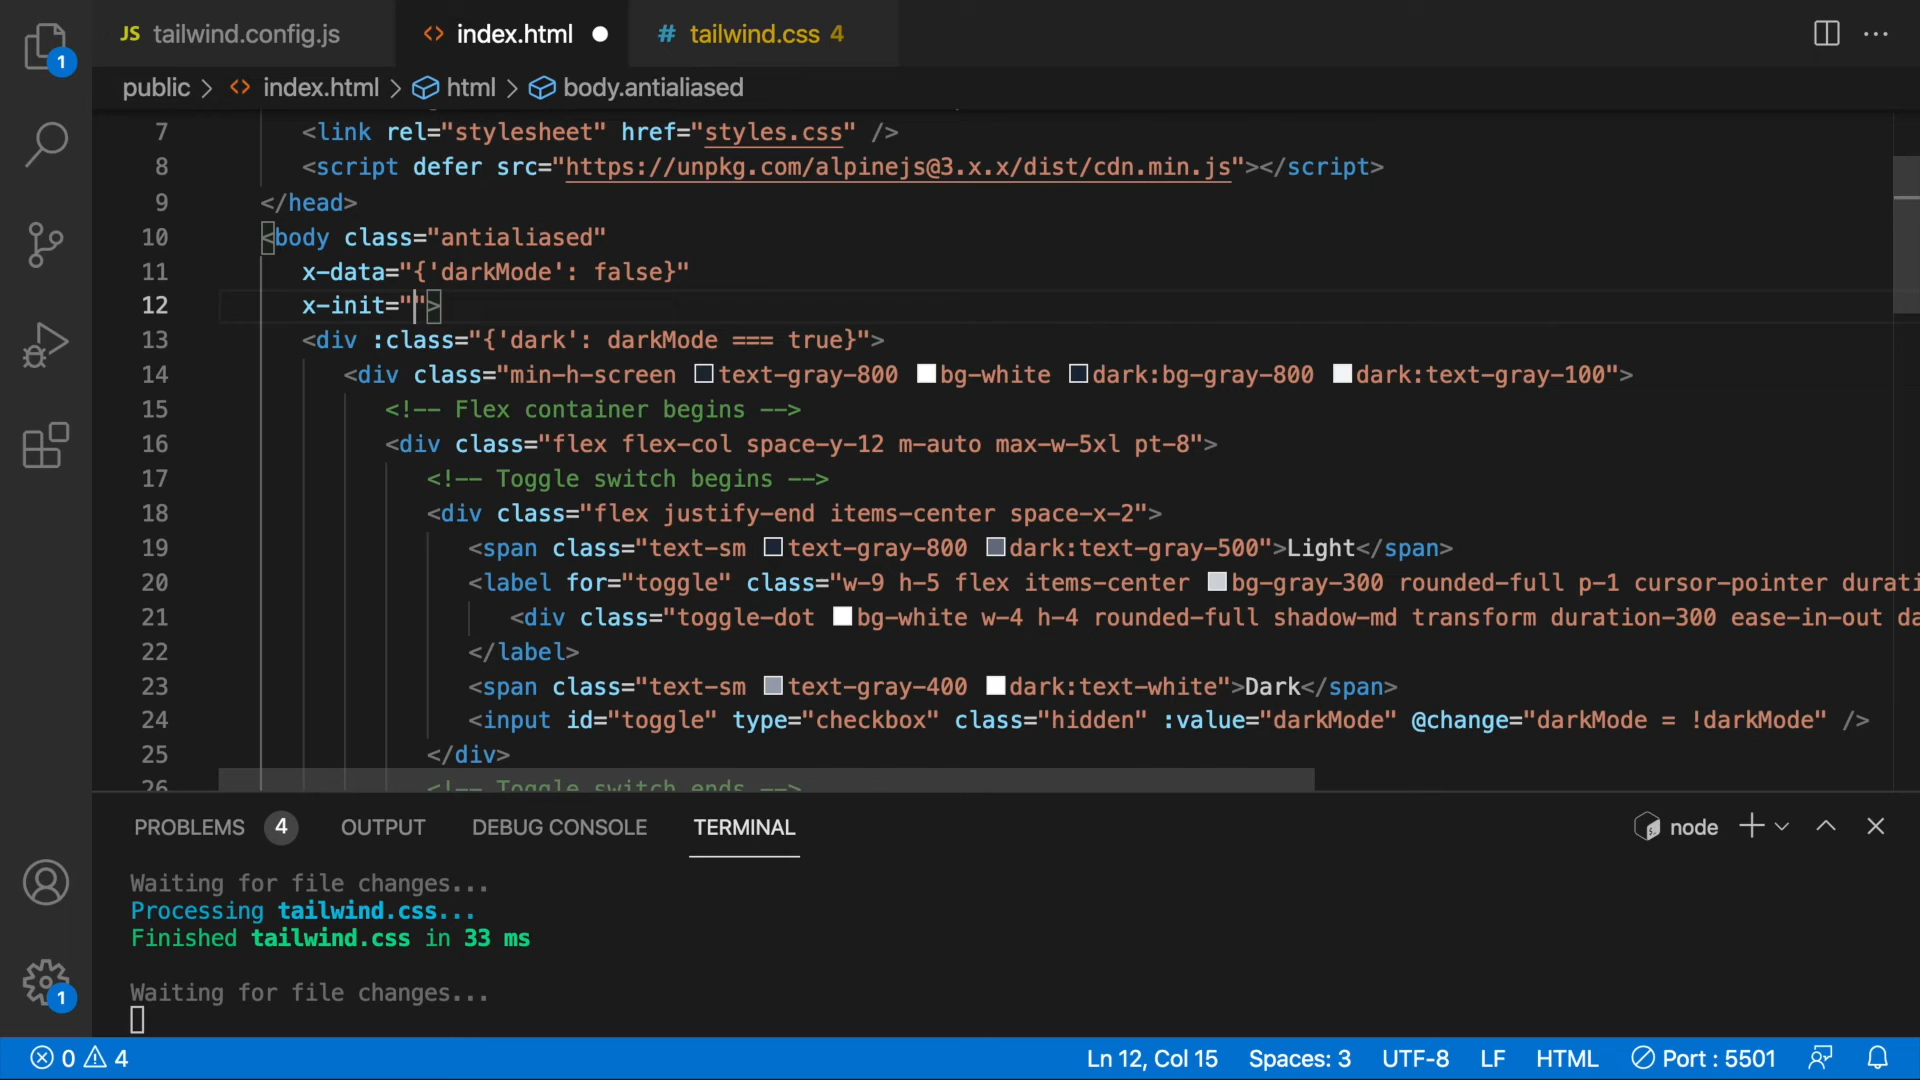 JS tailwind.config.js
<> index.html
# tailwind.css 4
1
public > <> index.html > html > body.antialiased
7 <link rel="stylesheet" href="styles.css" />
8 <script defer src="https://unpkg.com/alpinejs@3.x.x/dist/cdn.min.js"></script>
9 </head>
10 <body class="antialiased"
11 x-data="{'darkMode': false}"
12 x-init="">
13 <div :class="{'dark': darkMode === true}">
14 <div class="min-h-screen text-gray-800 bg-white dark:bg-gray-800 dark:text-gray-100">
15 <!-- Flex container begins -->
16 <div class="flex flex-col space-y-12 m-auto max-w-5xl pt-8">
17 <!-- Toggle switch begins -->
18 <div class="flex justify-end items-center space-x-2">
19 <span class="text-sm text-gray-800 dark:text-gray-500">Light</span>
20 <label for="toggle" class="w-9 h-5 flex items-center bg-gray-300 rounded-full p-1 cursor-pointer durati
21 <div class="toggle-dot bg-white w-4 h-4 rounded-full shadow-md transform duration-300 ease-in-out da
22 </label>
23 <span class="text-sm text-gray-400 dark:text-white">Dark</span>
24 <input id="toggle" type="checkbox" class="hidden" :value="darkMode" @change="darkMode = !darkMode" />
25 </div>
26 <!-- Toggle switch ends -->
PROBLEMS 4 OUTPUT DEBUG CONSOLE TERMINAL node
Waiting for file changes...
Processing tailwind.css...
Finished tailwind.css in 33 ms
Waiting for file changes...
1
0 4 Ln 12, Col 15 Spaces: 3 UTF-8 LF HTML Port : 5501